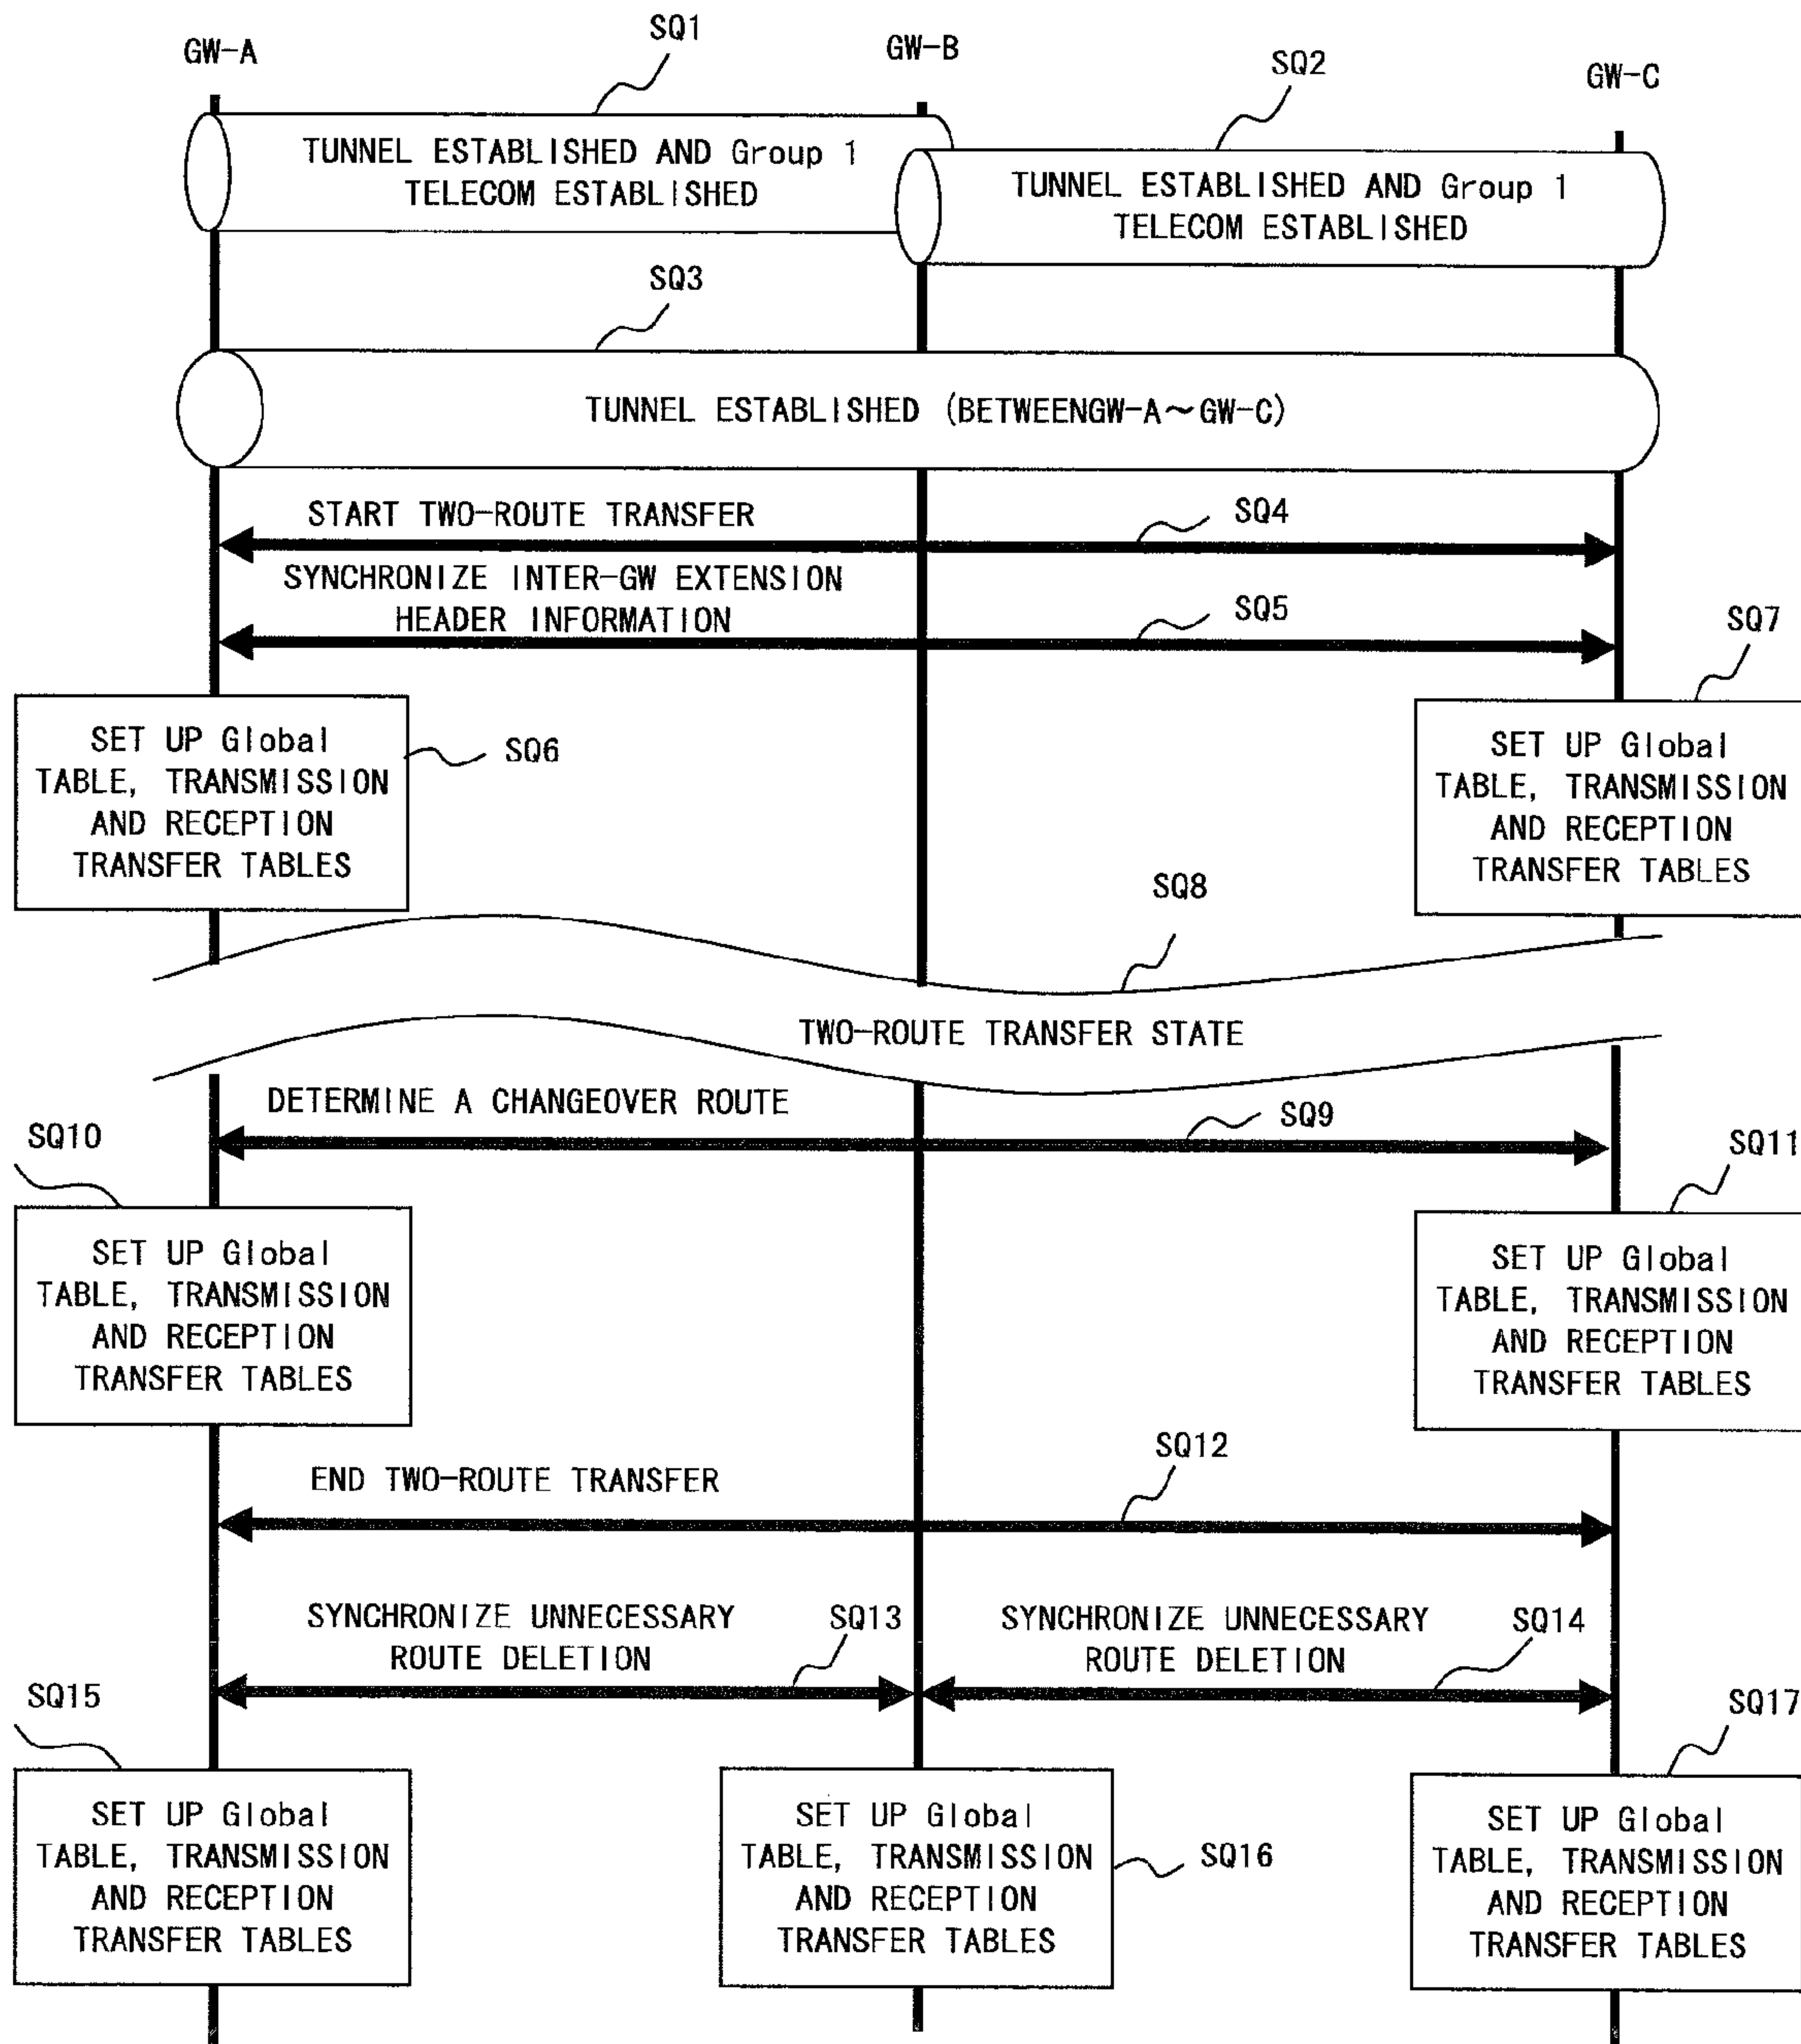 SQ1
GW-A
GW-B
SQ2
GW-C
TUNNEL ESTABLISHED AND Group 1
TELECOM ESTABLISHED
TUNNEL ESTABLISHED AND Group 1
TELECOM ESTABLISHED
SQ3
TUNNEL ESTABLISHED (BETWEENGW-A~GW-C)
START TWO-ROUTE TRANSFER
SQ4
SYNCHRONIZE INTER-GW EXTENSION
HEADER INFORMATION
SQ5
SQ7
SET UP Global
TABLE, TRANSMISSION
AND RECEPTION
TRANSFER TABLES
SQ6
SET UP Global
TABLE, TRANSMISSION
AND RECEPTION
TRANSFER TABLES
SQ8
TWO-ROUTE TRANSFER STATE
DETERMINE A CHANGEOVER ROUTE
SQ9
SQ10
SQ11
SET UP Global
TABLE, TRANSMISSION
AND RECEPTION
TRANSFER TABLES
SET UP Global
TABLE, TRANSMISSION
AND RECEPTION
TRANSFER TABLES
SQ12
END TWO-ROUTE TRANSFER
SYNCHRONIZE UNNECESSARY
ROUTE DELETION
SQ13
SYNCHRONIZE UNNECESSARY
ROUTE DELETION
SQ14
SQ15
SQ17
SET UP Global
TABLE, TRANSMISSION
AND RECEPTION
TRANSFER TABLES
SET UP Global
TABLE, TRANSMISSION
AND RECEPTION
TRANSFER TABLES
SQ16
SET UP Global
TABLE, TRANSMISSION
AND RECEPTION
TRANSFER TABLES